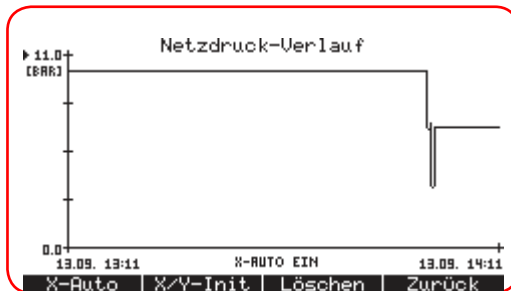 Netzdruck-Verlauf
11.0
[BAR]
0.0
13.09. 13:11
X-AUTO EIN
13.09. 14:11
X-Auto
X/Y-Init
Löschen
Zurück